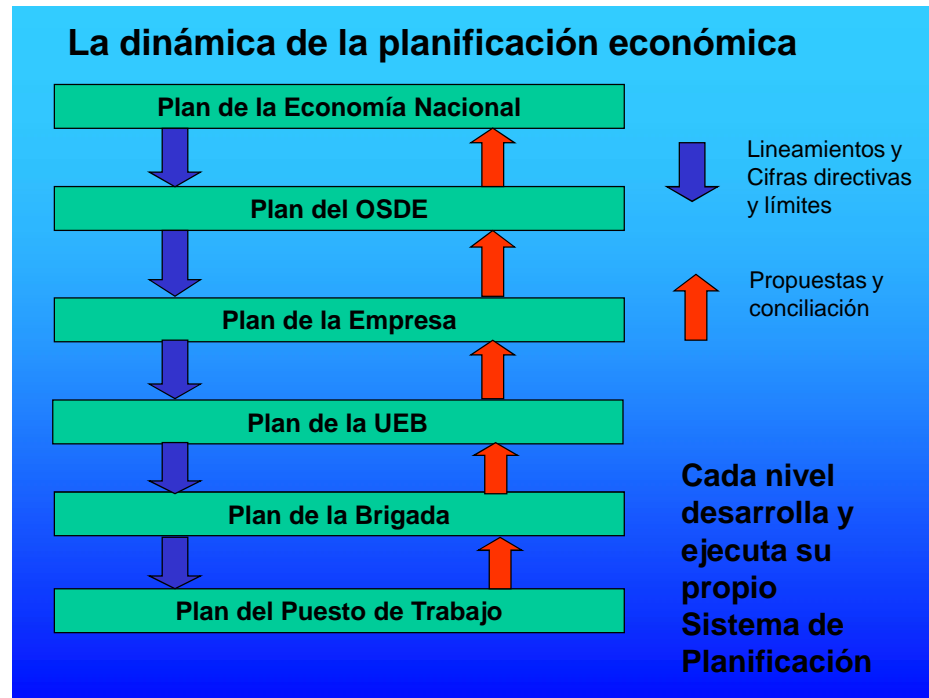 La dinámica de la planificación económica
Plan de la Economía Nacional
Plan del OSDE
Plan de la Empresa
Plan de la UEB
Plan de la Brigada
Plan del Puesto de Trabajo
Lineamientos y
Cifras directivas
y límites
Propuestas y
conciliación
Cada nivel
desarrolla y
ejecuta su
propio
Sistema de
Planificación